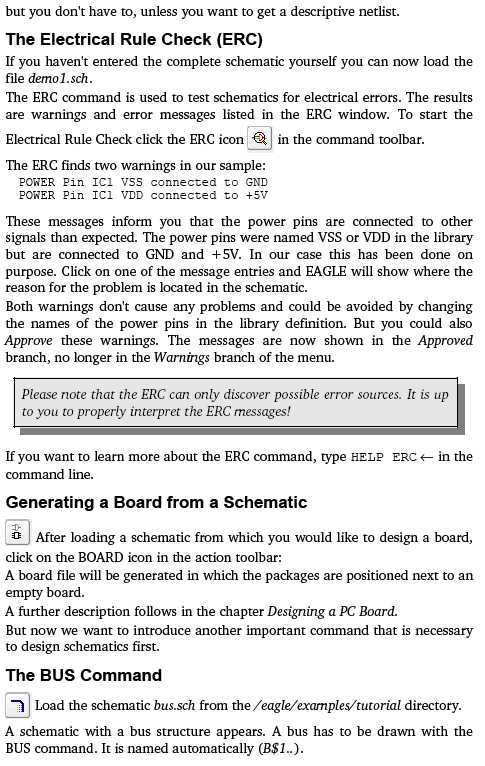 but you don't have to, unless you want to get a descriptive netlist.
The Electrical Rule Check (ERC)
If you haven't entered the complete schematic yourself you can now load the
file demo1.sch.
The ERC command is used to test schematics for electrical errors. The results
are warnings and error messages listed in the ERC window. To start the
Electrical Rule Check click the ERC icon in the command toolbar.
The ERC finds two warnings in our sample:
POWER Pin IC1 VSS connected to GND
POWER Pin IC1 VDD connected to +5V
These messages inform you that the power pins are connected to other
signals than expected. The power pins were named VSS or VDD in the library
but are connected to GND and +5V. In our case this has been done on
purpose. Click on one of the message entries and EAGLE will show where the
reason for the problem is located in the schematic.
Both warnings don't cause any problems and could be avoided by changing
the names of the power pins in the library definition. But you could also
Approve these warnings. The messages are now shown in the Approved
branch, no longer in the Warnings branch of the menu.
Please note that the ERC can only discover possible error sources. It is up
to you to properly interpret the ERC messages!
If you want to learn more about the ERC command, type HELP ERC ← in the
command line.
Generating a Board from a Schematic
After loading a schematic from which you would like to design a board,
click on the BOARD icon in the action toolbar:
A board file will be generated in which the packages are positioned next to an
empty board.
A further description follows in the chapter Designing a PC Board.
But now we want to introduce another important command that is necessary
to design schematics first.
The BUS Command
Load the schematic bus.sch from the /eagle/examples/tutorial directory.
A schematic with a bus structure appears. A bus has to be drawn with the
BUS command. It is named automatically (B$1..).